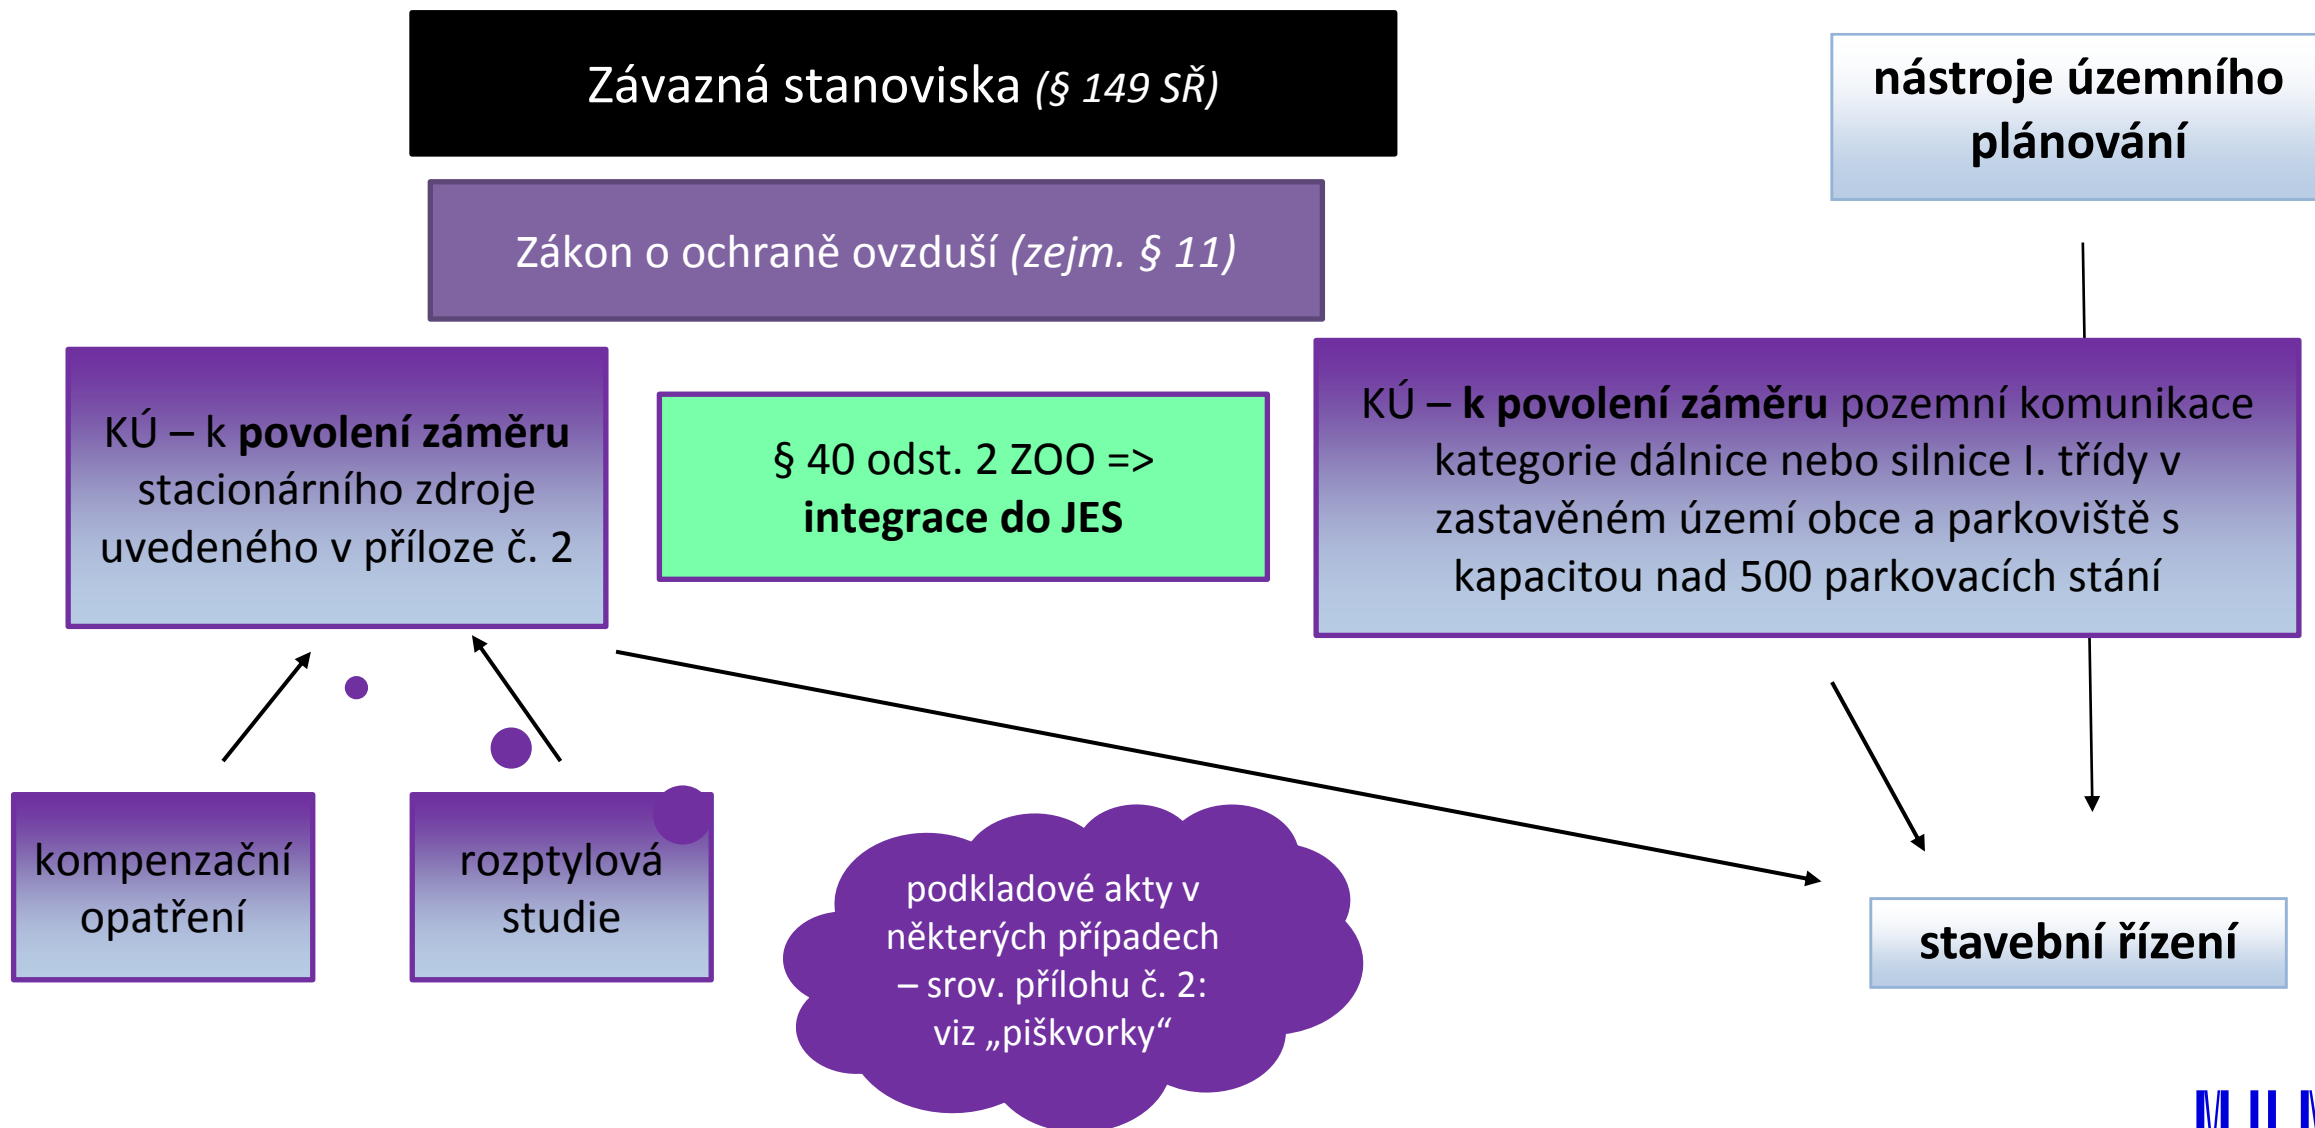 Závazná stanoviska (§ 149 SŘ)
nástroje územního
plánování
Zákon o ochraně ovzduší (zejm. § 11)
KÚ – k povolení záměru
stacionárního zdroje
uvedeného v příloze č. 2
§ 40 odst. 2 ZOO =>
integrace do JES
KÚ – k povolení záměru pozemní komunikace
kategorie dálnice nebo silnice I. třídy v
zastavěném území obce a parkoviště s
kapacitou nad 500 parkovacích stání
kompenzační
opatření
rozptylová
studie
podkladové akty v
některých případech
– srov. přílohu č. 2:
viz „piškvorky“
stavební řízení